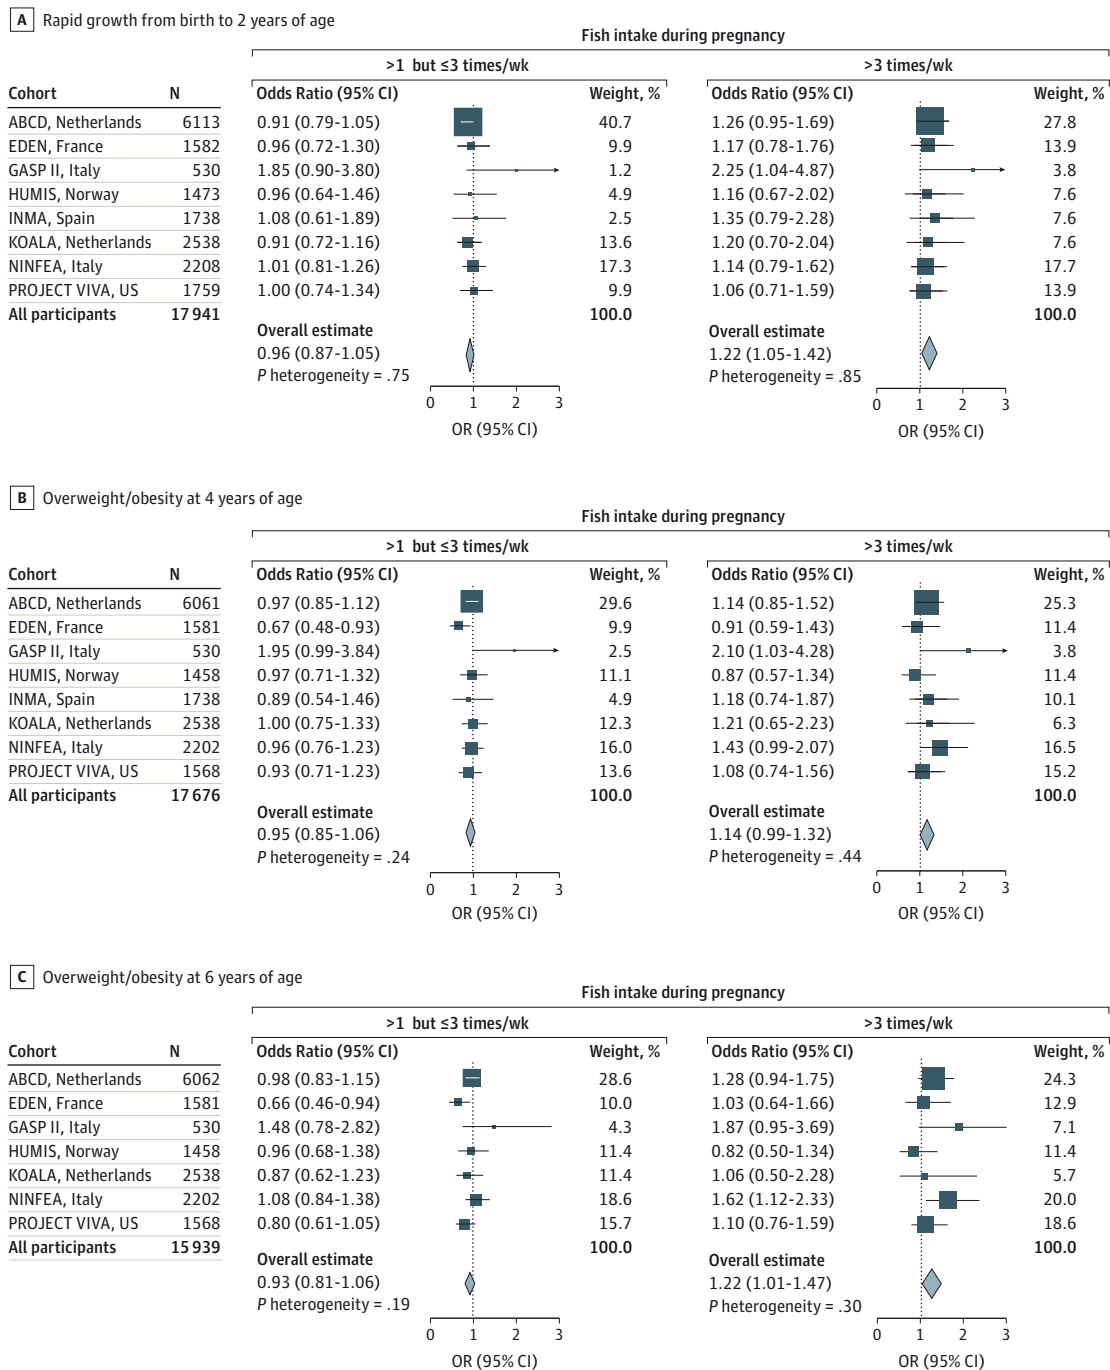 A Rapid growth from birth to 2 years of age
Fish intake during pregnancy
>1 but ≤3 times/wk >3 times/wk
Cohort N Odds Ratio (95% CI) Weight, % Odds Ratio (95% CI) Weight, %
ABCD, Netherlands 6113 0.91 (0.79-1.05) 40.7 1.26 (0.95-1.69) 27.8
EDEN, France 1582 0.96 (0.72-1.30) 9.9 1.17 (0.78-1.76) 13.9
GASP II, Italy 530 1.85 (0.90-3.80) 1.2 2.25 (1.04-4.87) 3.8
HUMIS, Norway 1473 0.96 (0.64-1.46) 4.9 1.16 (0.67-2.02) 7.6
INMA, Spain 1738 1.08 (0.61-1.89) 2.5 1.35 (0.79-2.28) 7.6
KOALA, Netherlands 2538 0.91 (0.72-1.16) 13.6 1.20 (0.70-2.04) 7.6
NINFEA, Italy 2208 1.01 (0.81-1.26) 17.3 1.14 (0.79-1.62) 17.7
PROJECT VIVA, US 1759 1.00 (0.74-1.34) 9.9 1.06 (0.71-1.59) 13.9
All participants 17 941 100.0 100.0
Overall estimate Overall estimate
0.96 (0.87-1.05) 1.22 (1.05-1.42)
P heterogeneity = .75 P heterogeneity = .85
0 1 2 3 0 1 2 3
OR (95% CI) OR (95% CI)
B Overweight/obesity at 4 years of age
Fish intake during pregnancy
>1 but ≤3 times/wk >3 times/wk
Cohort N Odds Ratio (95% CI) Weight, % Odds Ratio (95% CI) Weight, %
ABCD, Netherlands 6061 0.97 (0.85-1.12) 29.6 1.14 (0.85-1.52) 25.3
EDEN, France 1581 0.67 (0.48-0.93) 9.9 0.91 (0.59-1.43) 11.4
GASP II, Italy 530 1.95 (0.99-3.84) 2.5 2.10 (1.03-4.28) 3.8
HUMIS, Norway 1458 0.97 (0.71-1.32) 11.1 0.87 (0.57-1.34) 11.4
INMA, Spain 1738 0.89 (0.54-1.46) 4.9 1.18 (0.74-1.87) 10.1
KOALA, Netherlands 2538 1.00 (0.75-1.33) 12.3 1.21 (0.65-2.23) 6.3
NINFEA, Italy 2202 0.96 (0.76-1.23) 16.0 1.43 (0.99-2.07) 16.5
PROJECT VIVA, US 1568 0.93 (0.71-1.23) 13.6 1.08 (0.74-1.56) 15.2
All participants 17 676 100.0 100.0
Overall estimate Overall estimate
0.95 (0.85-1.06) 1.14 (0.99-1.32)
P heterogeneity = .24 P heterogeneity = .44
0 1 2 3 0 1 2 3
OR (95% CI) OR (95% CI)
C Overweight/obesity at 6 years of age
Fish intake during pregnancy
>1 but ≤3 times/wk >3 times/wk
Cohort N Odds Ratio (95% CI) Weight, % Odds Ratio (95% CI) Weight, %
ABCD, Netherlands 6062 0.98 (0.83-1.15) 28.6 1.28 (0.94-1.75) 24.3
EDEN, France 1581 0.66 (0.46-0.94) 10.0 1.03 (0.64-1.66) 12.9
GASP II, Italy 530 1.48 (0.78-2.82) 4.3 1.87 (0.95-3.69) 7.1
HUMIS, Norway 1458 0.96 (0.68-1.38) 11.4 0.82 (0.50-1.34) 11.4
KOALA, Netherlands 2538 0.87 (0.62-1.23) 11.4 1.06 (0.50-2.28) 5.7
NINFEA, Italy 2202 1.08 (0.84-1.38) 18.6 1.62 (1.12-2.33) 20.0
PROJECT VIVA, US 1568 0.80 (0.61-1.05) 15.7 1.10 (0.76-1.59) 18.6
All participants 15 939 100.0 100.0
Overall estimate Overall estimate
0.93 (0.81-1.06) 1.22 (1.01-1.47)
P heterogeneity = .19 P heterogeneity = .30
0 1 2 3 0 1 2 3
OR (95% CI) OR (95% CI)